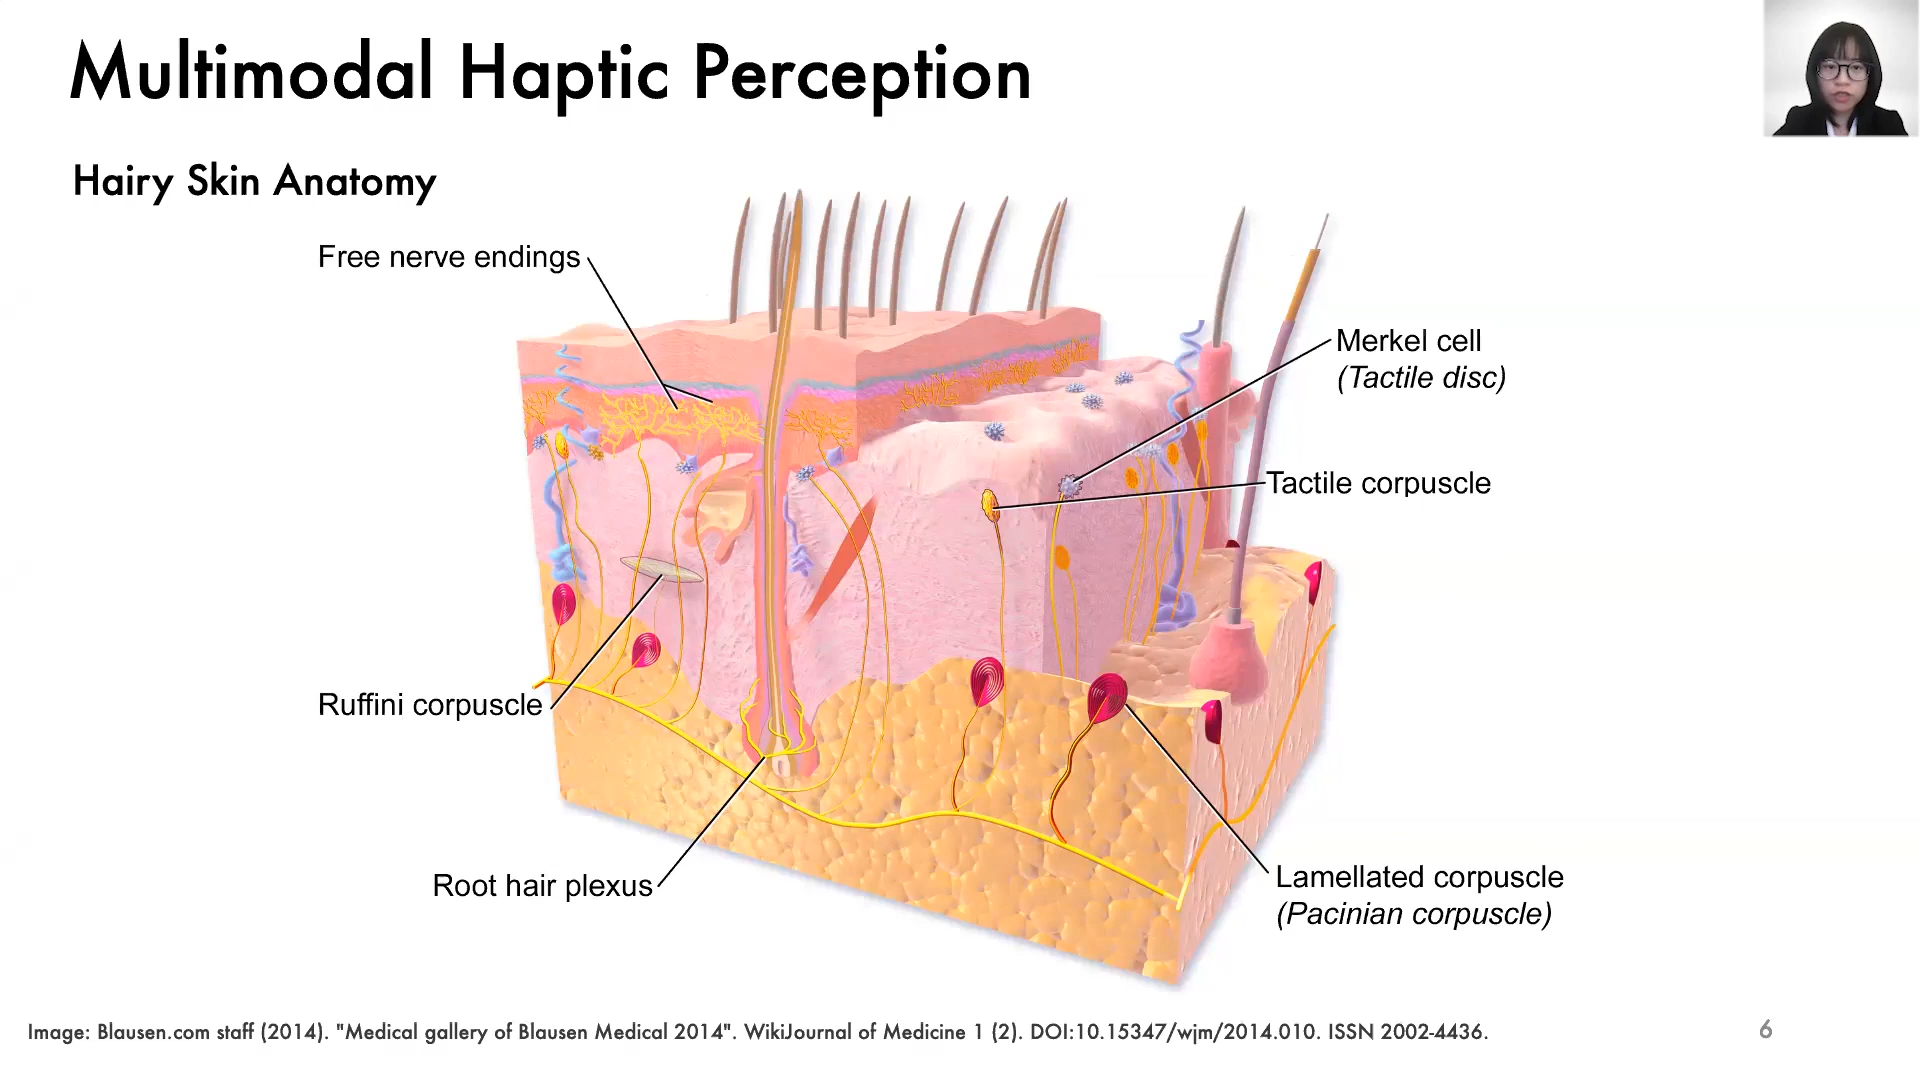 Multimodal Haptic Perception
Hairy Skin Anatomy
Free nerve endings
Merkel cell
(Tactile disc)
Tactile corpuscle
Ruffini corpuscle
Root hair plexus
Lamellated corpuscle
(Pacinian corpuscle)
Image: Blausen.com staff (2014). "Medical gallery of Blausen Medical 2014". WikiJournal of Medicine 1 (2). DOI:10.15347/wjm/2014.010. ISSN 2002-4436.
6